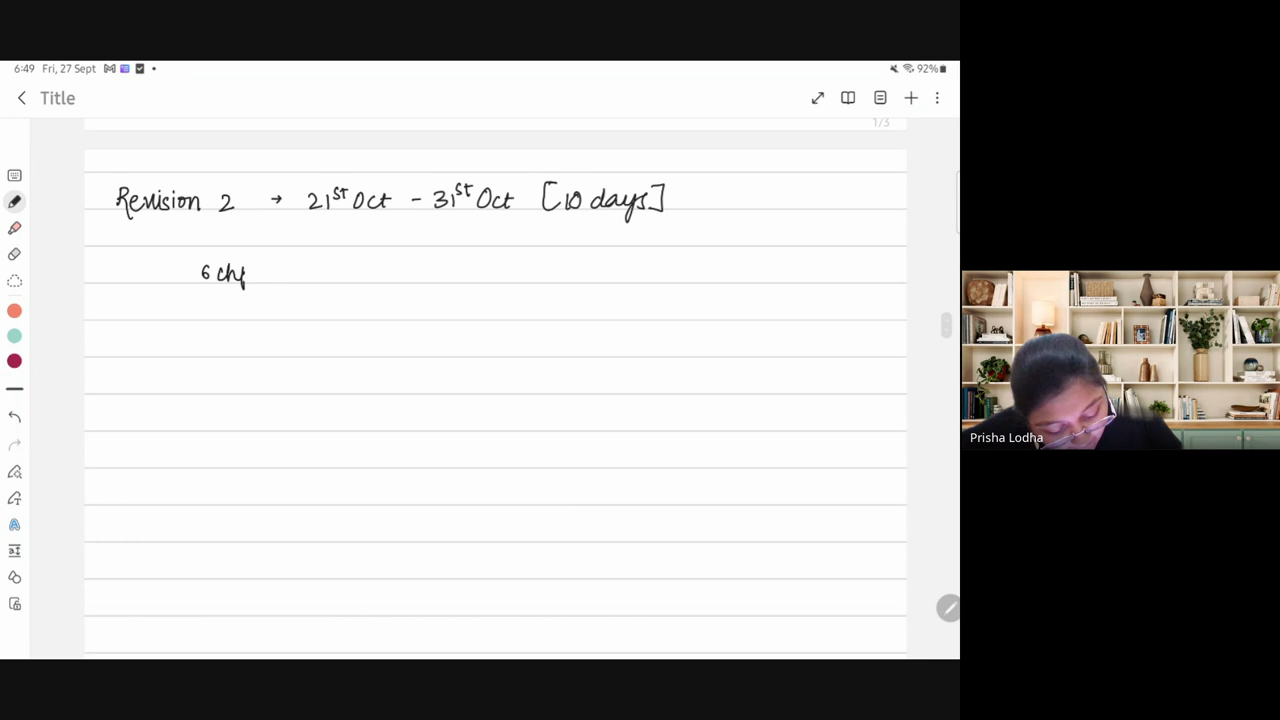 6:49 Fri, 27 Sept
92%
Title
1/3
Revision 2 → 21st Oct - 31st Oct [10 days]
6 chp
Prisha Lodha